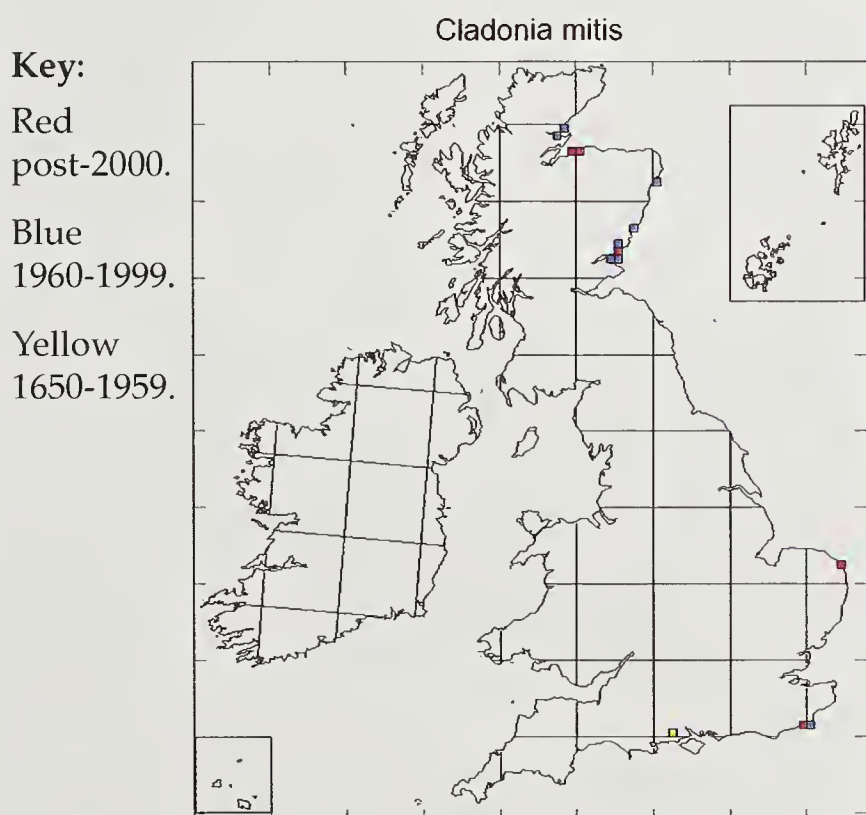 Cladonia mitis
Key:
Red
post-2000.
Blue
1960-1999.
Yellow
1650-1959.